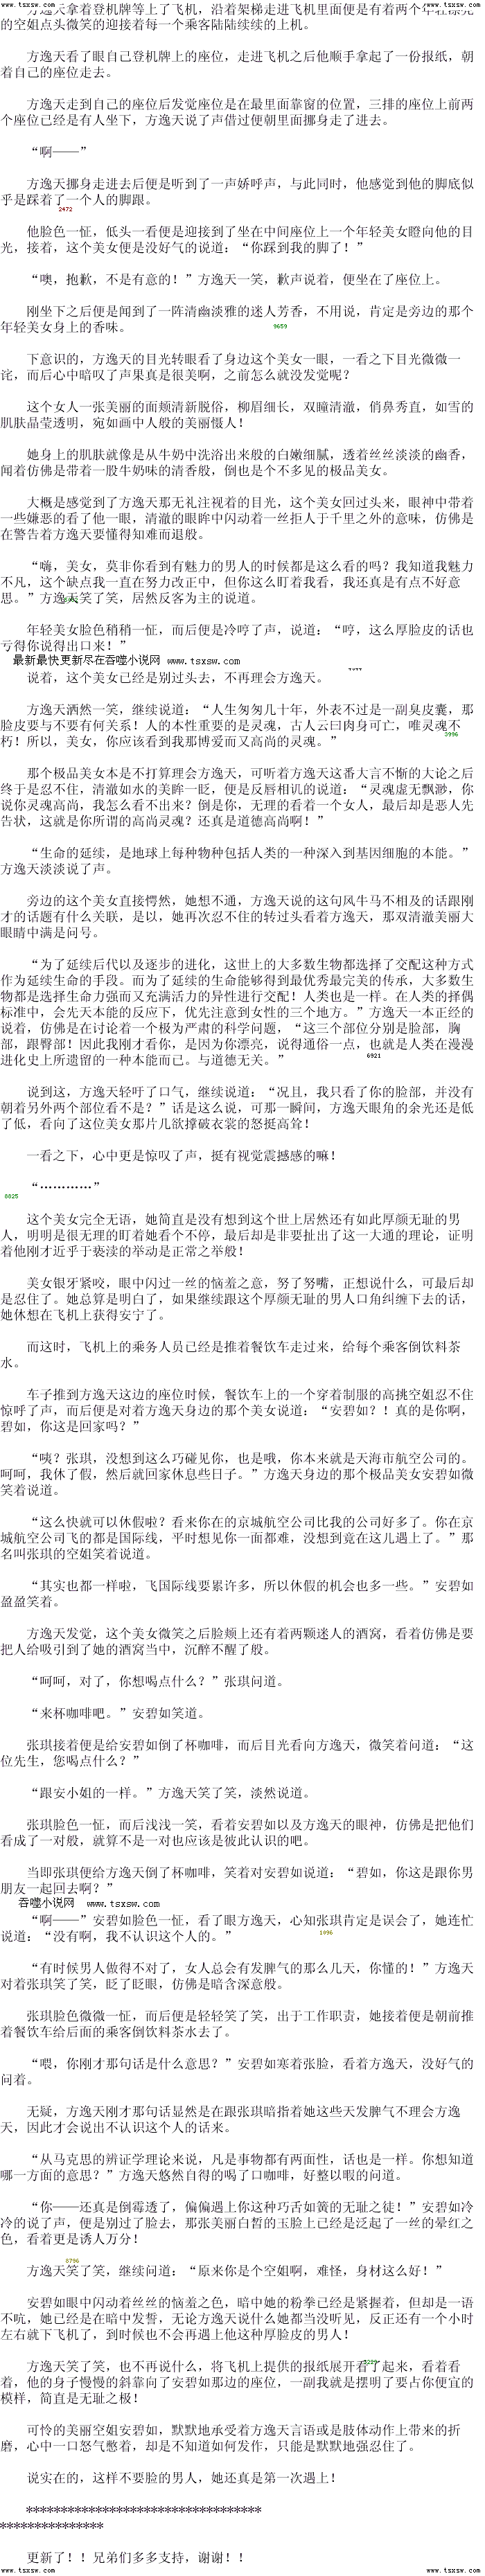 www.tsxsw.com
www.tsxsw.com
方逸天拿着登机牌等上了飞机，沿着架梯走进飞机里面便是有着两个年轻漂亮
的空姐点头微笑的迎接着每一个乘客陆陆续续的上机。
方逸天看了眼自己登机牌上的座位，走进飞机之后他顺手拿起了一份报纸，朝
着自己的座位走去。
方逸天走到自己的座位后发觉座位是在最里面靠窗的位置，三排的座位上前两
个座位已经是有人坐下，方逸天说了声借过便朝里面挪身走了进去。
“啊——”
方逸天挪身走进去后便是听到了一声娇呼声，与此同时，他感觉到他的脚底似
乎是踩着了一个人的脚跟。
2472
他脸色一怔，低头一看便是迎接到了坐在中间座位上一个年轻美女瞪向他的目
光，接着，这个美女便是没好气的说道：“你踩到我的脚了！”
“噢，抱歉，不是有意的！”方逸天一笑，歉声说着，便坐在了座位上。
刚坐下之后便是闻到了一阵清幽淡雅的迷人芳香，不用说，肯定是旁边的那个
年轻美女身上的香味。
9659
下意识的，方逸天的目光转眼看了身边这个美女一眼，一看之下目光微微一
诧，而后心中暗叹了声果真是很美啊，之前怎么就没发觉呢？
这个女人一张美丽的面颊清新脱俗，柳眉细长，双瞳清澈，俏鼻秀直，如雪的
肌肤晶莹透明，宛如画中人般的美丽慑人！
她身上的肌肤就像是从牛奶中洗浴出来般的白嫩细腻，透着丝丝淡淡的幽香，
闻着仿佛是带着一股牛奶味的清香般，倒也是个不多见的极品美女。
大概是感觉到了方逸天那无礼注视着的目光，这个美女回过头来，眼神中带着
一些嫌恶的看了他一眼，清澈的眼眸中闪动着一丝拒人于千里之外的意味，仿佛是
在警告着方逸天要懂得知难而退般。
“嗨，美女，莫非你看到有魅力的男人的时候都是这么看的吗？我知道我魅力
不凡，这个缺点我一直在努力改正中，但你这么盯着我看，我还真是有点不好意
思。”方逸天笑了笑，居然反客为主的说道。
年轻美女脸色稍稍一怔，而后便是冷哼了声，说道：“哼，这么厚脸皮的话也
亏得你说得出口来！”
最新最快更新尽在吞噬小说网 www.tsxsw.com
说着，这个美女已经是别过头去，不再理会方逸天。
方逸天洒然一笑，继续说道：“人生匆匆几十年，外表不过是一副臭皮囊，那
脸皮要与不要有何关系！人的本性重要的是灵魂，古人云曰肉身可亡，唯灵魂不
朽！所以，美女，你应该看到我那博爱而又高尚的灵魂。”
3996
那个极品美女本是不打算理会方逸天，可听着方逸天这番大言不惭的大论之后
终于是忍不住，清澈如水的美眸一眨，便是反唇相讥的说道：“灵魂虚无飘渺，你
说你灵魂高尚，我怎么看不出来？倒是你，无理的看着一个女人，最后却是恶人先
告状，这就是你所谓的高尚灵魂？还真是道德高尚啊！”
“生命的延续，是地球上每种物种包括人类的一种深入到基因细胞的本能。”
方逸天淡淡说了声。
旁边的这个美女直接愕然，她想不通，方逸天说的这句风牛马不相及的话跟刚
才的话题有什么关联，是以，她再次忍不住的转过头看着方逸天，那双清澈美丽大
眼睛中满是问号。
“为了延续后代以及逐步的进化，这世上的大多数生物都选择了交配这种方式
作为延续生命的手段。而为了延续的生命能够得到最优秀最完美的传承，大多数生
物都是选择生命力强而又充满活力的异性进行交配！人类也是一样。在人类的择偶
标准中，会先天本能的反应下，优先注意到女性的三个地方。”方逸天一本正经的
说着，仿佛是在讨论着一个极为严肃的科学问题，“这三个部位分别是脸部，胸
部，跟臀部！因此我刚才看你，是因为你漂亮，说得通俗一点，也就是人类在漫漫
进化史上所遗留的一种本能而已。与道德无关。”
6921
说到这，方逸天轻吁了口气，继续说道：“况且，我只看了你的脸部，并没有
朝着另外两个部位看不是？”话是这么说，可那一瞬间，方逸天眼角的余光还是低
了低，看向了这位美女那片几欲撑破衣裳的怒挺高耸！
一看之下，心中更是惊叹了声，挺有视觉震撼感的嘛！
“…………”
8825
这个美女完全无语，她简直是没有想到这个世上居然还有如此厚颜无耻的男
人，明明是很无理的盯着她看个不停，最后却是非要扯出了这一大通的理论，证明
着他刚才近乎于亵渎的举动是正常之举般！
美女银牙紧咬，眼中闪过一丝的恼羞之意，努了努嘴，正想说什么，可最后却
是忍住了。她总算是明白了，如果继续跟这个厚颜无耻的男人口角纠缠下去的话，
她休想在飞机上获得安宁了。
而这时，飞机上的乘务人员已经是推着餐饮车走过来，给每个乘客倒饮料茶
水。
车子推到方逸天这边的座位时候，餐饮车上的一个穿着制服的高挑空姐忍不住
惊呼了声，而后便是对着方逸天身边的那个美女说道：“安碧如？！真的是你啊，
碧如，你这是回家吗？”
“咦？张琪，没想到这么巧碰见你，也是哦，你本来就是天海市航空公司的。
呵呵，我休了假，然后就回家休息些日子。”方逸天身边的那个极品美女安碧如微
笑着说道。
“这么快就可以休假啦？看来你在的京城航空公司比我的公司好多了。你在京
城航空公司飞的都是国际线，平时想见你一面都难，没想到竟在这儿遇上了。”那
名叫张琪的空姐笑着说道。
“其实也都一样啦，飞国际线要累许多，所以休假的机会也多一些。”安碧如
盈盈笑着。
方逸天发觉，这个美女微笑之后脸颊上还有着两颗迷人的酒窝，看着仿佛是要
把人给吸引到了她的酒窝当中，沉醉不醒了般。
“呵呵，对了，你想喝点什么？”张琪问道。
“来杯咖啡吧。”安碧如笑道。
张琪接着便是给安碧如倒了杯咖啡，而后目光看向方逸天，微笑着问道：“这
位先生，您喝点什么？”
“跟安小姐的一样。”方逸天笑了笑，淡然说道。
张琪脸色一怔，而后浅浅一笑，看着安碧如以及方逸天的眼神，仿佛是把他们
看成了一对般，就算不是一对也应该是彼此认识的吧。
当即张琪便给方逸天倒了杯咖啡，笑着对安碧如说道：“碧如，你这是跟你男
朋友一起回去啊？”
吞噬小说网 www.tsxsw.com
“啊——”安碧如脸色一怔，看了眼方逸天，心知张琪肯定是误会了，她连忙
说道：“没有啊，我不认识这个人的。”
1096
“有时候男人做得不对了，女人总会有发脾气的那么几天，你懂的！”方逸天
对着张琪笑了笑，眨了眨眼，仿佛是暗含深意般。
张琪脸色微微一怔，而后便是轻轻笑了笑，出于工作职责，她接着便是朝前推
着餐饮车给后面的乘客倒饮料茶水去了。
“喂，你刚才那句话是什么意思？”安碧如寒着张脸，看着方逸天，没好气的
问着。
无疑，方逸天刚才那句话显然是在跟张琪暗指着她这些天发脾气不理会方逸
天，因此才会说出不认识这个人的话来。
“从马克思的辨证学理论来说，凡是事物都有两面性，话也是一样。你想知道
哪一方面的意思？”方逸天悠然自得的喝了口咖啡，好整以暇的问道。
“你——还真是倒霉透了，偏偏遇上你这种巧舌如簧的无耻之徒！”安碧如冷
冷的说了声，便是别过了脸去，那张美丽白皙的玉脸上已经是泛起了一丝的晕红之
色，看着更是诱人万分！
8796
方逸天笑了笑，继续问道：“原来你是个空姐啊，难怪，身材这么好！”
安碧如眼中闪动着丝丝的恼羞之色，暗中她的粉拳已经是紧握着，但却是一语
不吭，她已经是在暗中发誓，无论方逸天说什么她都当没听见，反正还有一个小时
左右就下飞机了，到时候也不会再遇上他这种厚脸皮的男人！
方逸天笑了笑，也不再说什么，将飞机上提供的报纸展开看了起来，看着看
着，他的身子慢慢的斜靠向了安碧如那边的座位，一副我就是摆明了要占你便宜的
模样，简直是无耻之极！
可怜的美丽空姐安碧如，默默地承受着方逸天言语或是肢体动作上带来的折
磨，心中一口怒气憋着，却是不知道如何发作，只能是默默地强忍住了。
说实在的，这样不要脸的男人，她还真是第一次遇上！
**********************************
***************
更新了！！兄弟们多多支持，谢谢！！
www.tsxsw.com
www.tsxsw.com